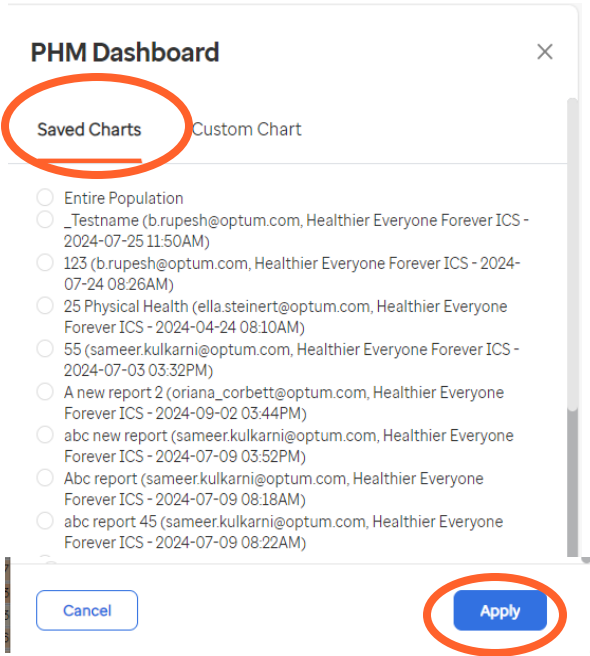 PHM Dashboard
Saved Charts
Custom Chart
Entire Population
_Testname (b.rupesh@optum.com, Healthier Everyone Forever ICS -
2024-07-25 11:50AM)
123 (b.rupesh@optum.com, Healthier Everyone Forever ICS - 2024-
07-24 08:26AM)
25 Physical Health (ella.steinert@optum.com, Healthier Everyone
Forever ICS - 2024-04-24 08:10AM)
55 (sameer.kulkarni@optum.com, Healthier Everyone Forever ICS -
2024-07-03 03:32PM)
A new report 2 (oriana_corbett@optum.com, Healthier Everyone
Forever ICS - 2024-09-02 03:44PM)
abc new report (sameer.kulkarni@optum.com, Healthier Everyone
Forever ICS - 2024-07-09 03:52PM)
Abc report (sameer.kulkarni@optum.com, Healthier Everyone
Forever ICS - 2024-07-09 08:18AM)
abc report 45 (sameer.kulkarni@optum.com, Healthier Everyone
Forever ICS - 2024-07-09 08:22AM)
Cancel
Apply